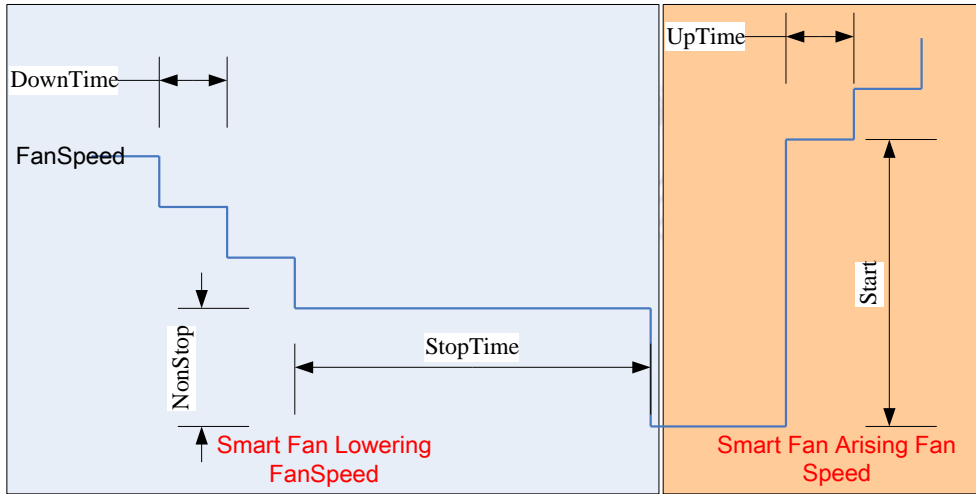 DownTime
FanSpeed
NonStop
StopTime
Smart Fan Lowering
FanSpeed
UpTime
Start
Smart Fan Arising Fan
Speed